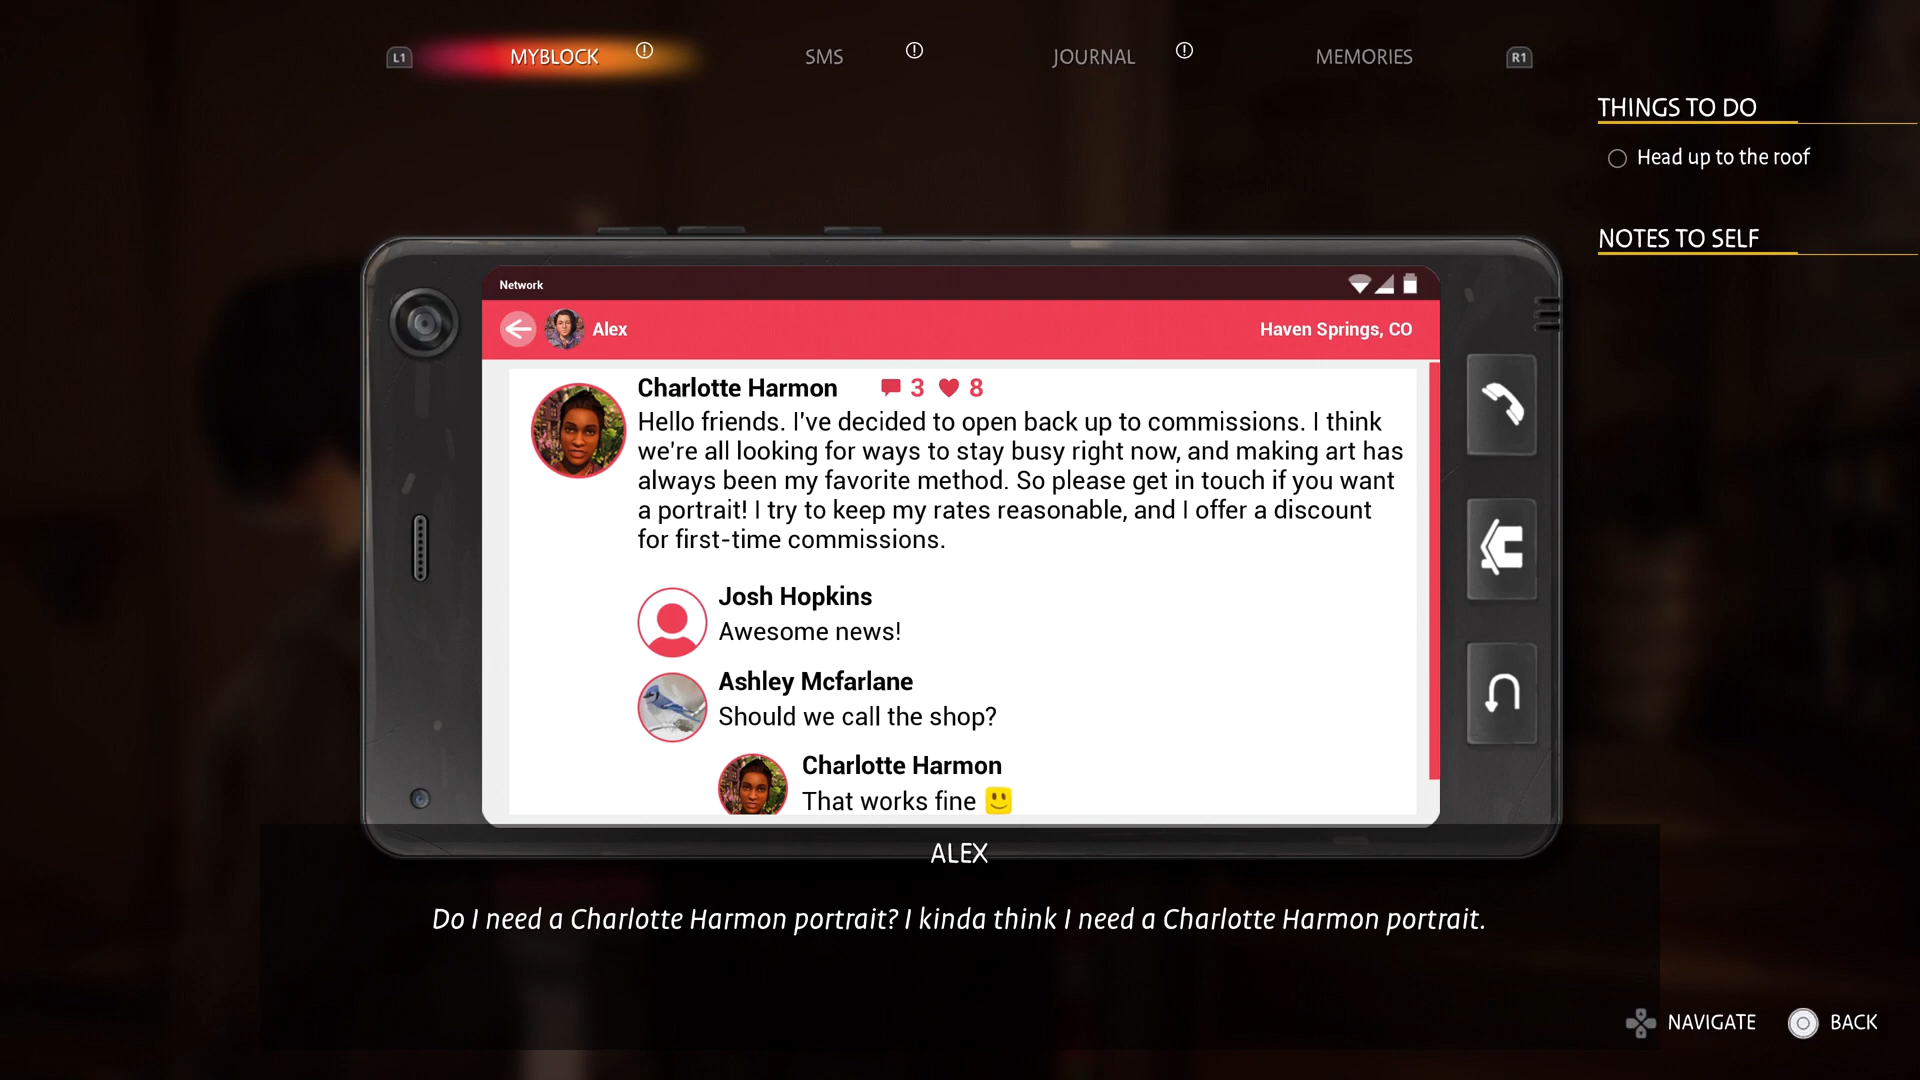 L1
MYBLOCK
SMS
JOURNAL
MEMORIES
R1
THINGS TO DO
Head up to the roof
NOTES TO SELF
Network
Alex
Haven Springs, CO
Charlotte Harmon 3 8
Hello friends. I've decided to open back up to commissions. I think
we're all looking for ways to stay busy right now, and making art has
always been my favorite method. So please get in touch if you want
a portrait! I try to keep my rates reasonable, and I offer a discount
for first-time commissions.
Josh Hopkins
Awesome news!
Ashley Mcfarlane
Should we call the shop?
Charlotte Harmon
That works fine 🙂
ALEX
Do I need a Charlotte Harmon portrait? I kinda think I need a Charlotte Harmon portrait.
NAVIGATE
BACK